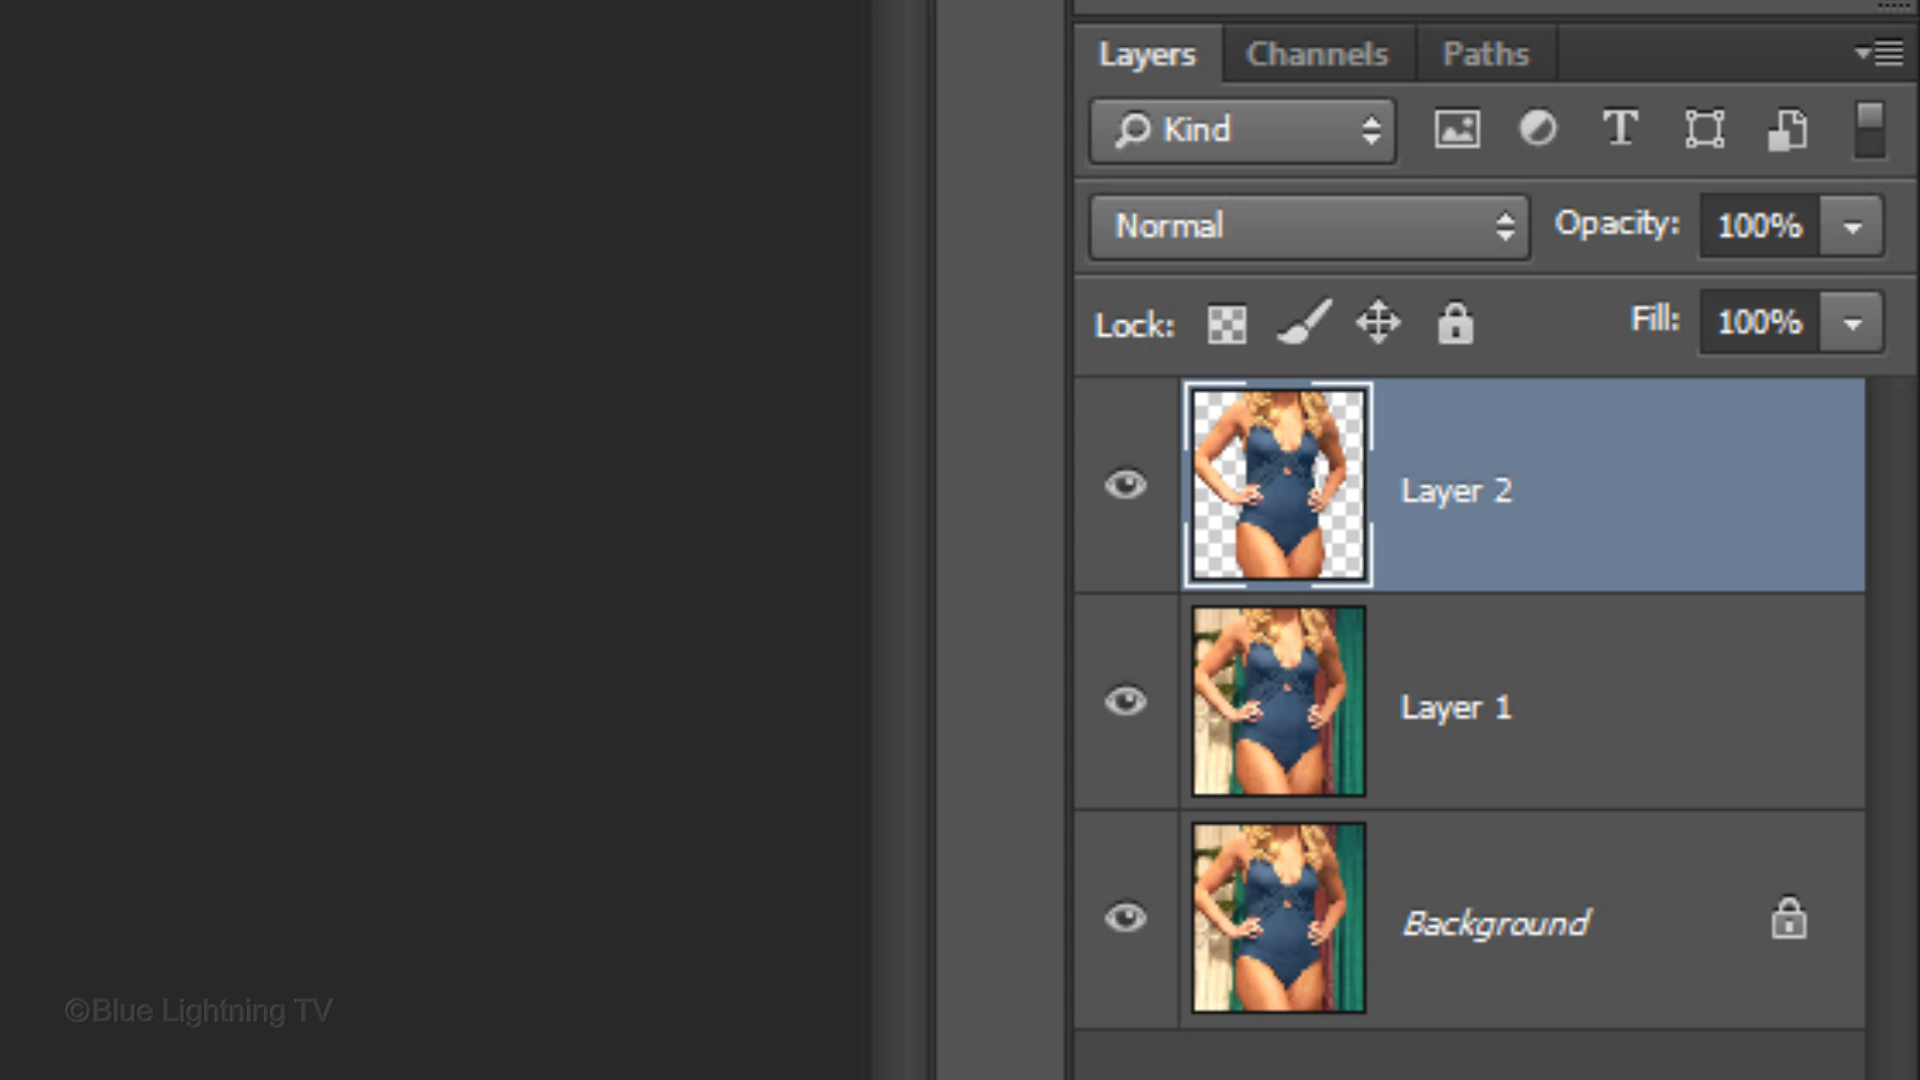 Layers Channels Paths
Kind
Normal Opacity: 100%
Lock: Fill: 100%
Layer 2
Layer 1
Background
©Blue Lightning TV